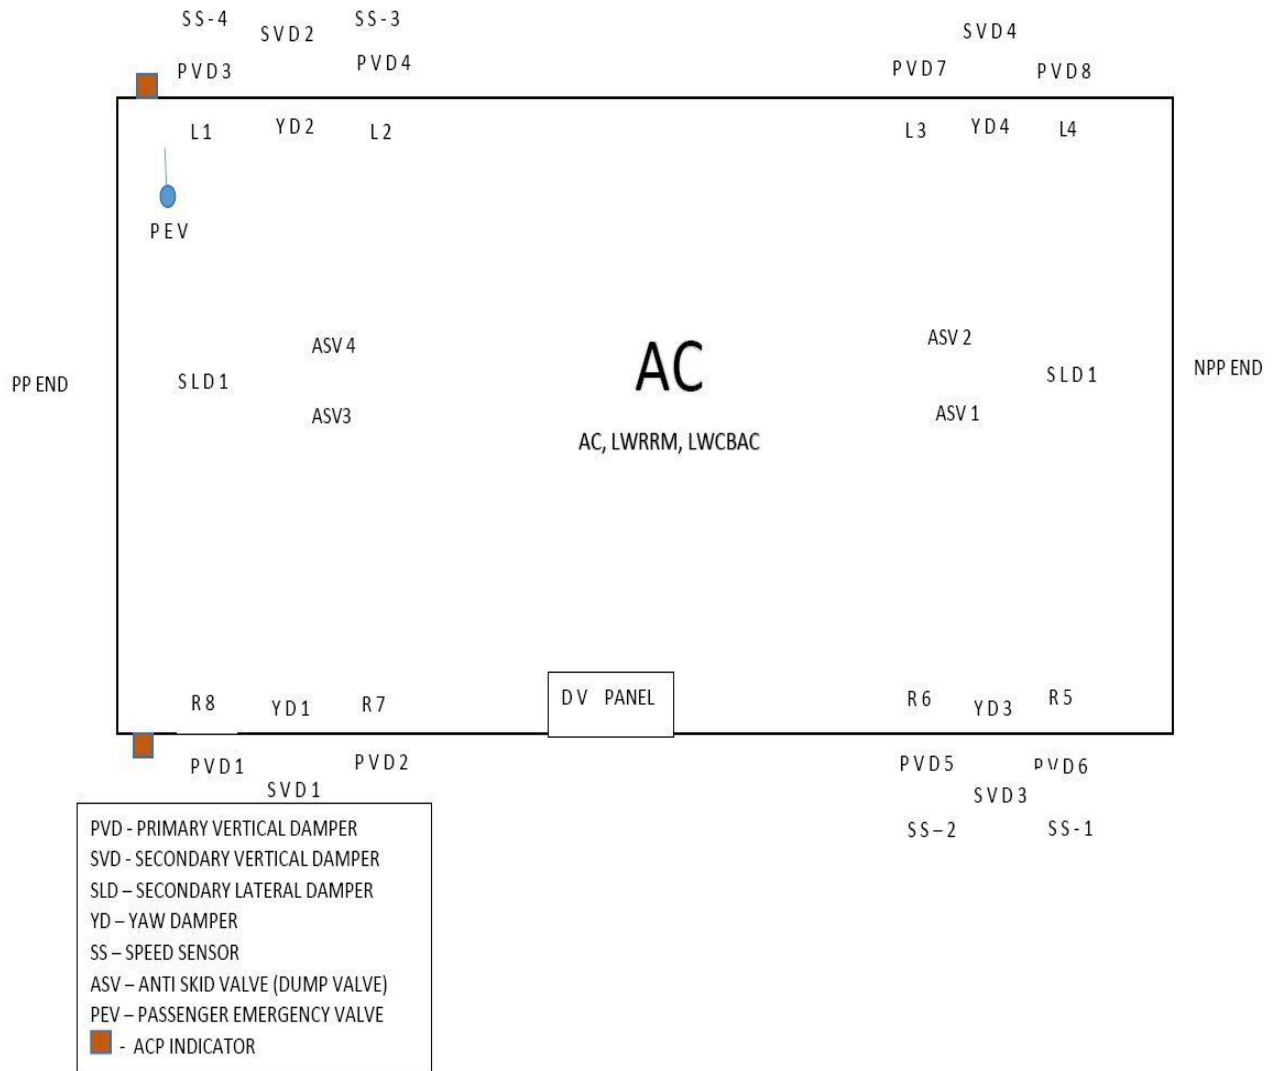 SS-4
SS-3
SVD2
SVD4
PVD3
PVD4
PVD7
PVD8
L1
YD2
L2
L3
YD4
L4
PEV
ASV 4
ASV 2
PP END
SLD1
AC
SLD1
NPP END
ASV3
ASV 1
AC, LWRRM, LWCBAC
R8
YD1
R7
DV PANEL
R6
YD3
R5
PVD1
PVD2
PVD5
PVD6
SVD1
SVD3
SS–2
SS-1
PVD - PRIMARY VERTICAL DAMPER
SVD - SECONDARY VERTICAL DAMPER
SLD – SECONDARY LATERAL DAMPER
YD – YAW DAMPER
SS – SPEED SENSOR
ASV – ANTI SKID VALVE (DUMP VALVE)
PEV – PASSENGER EMERGENCY VALVE
- ACP INDICATOR